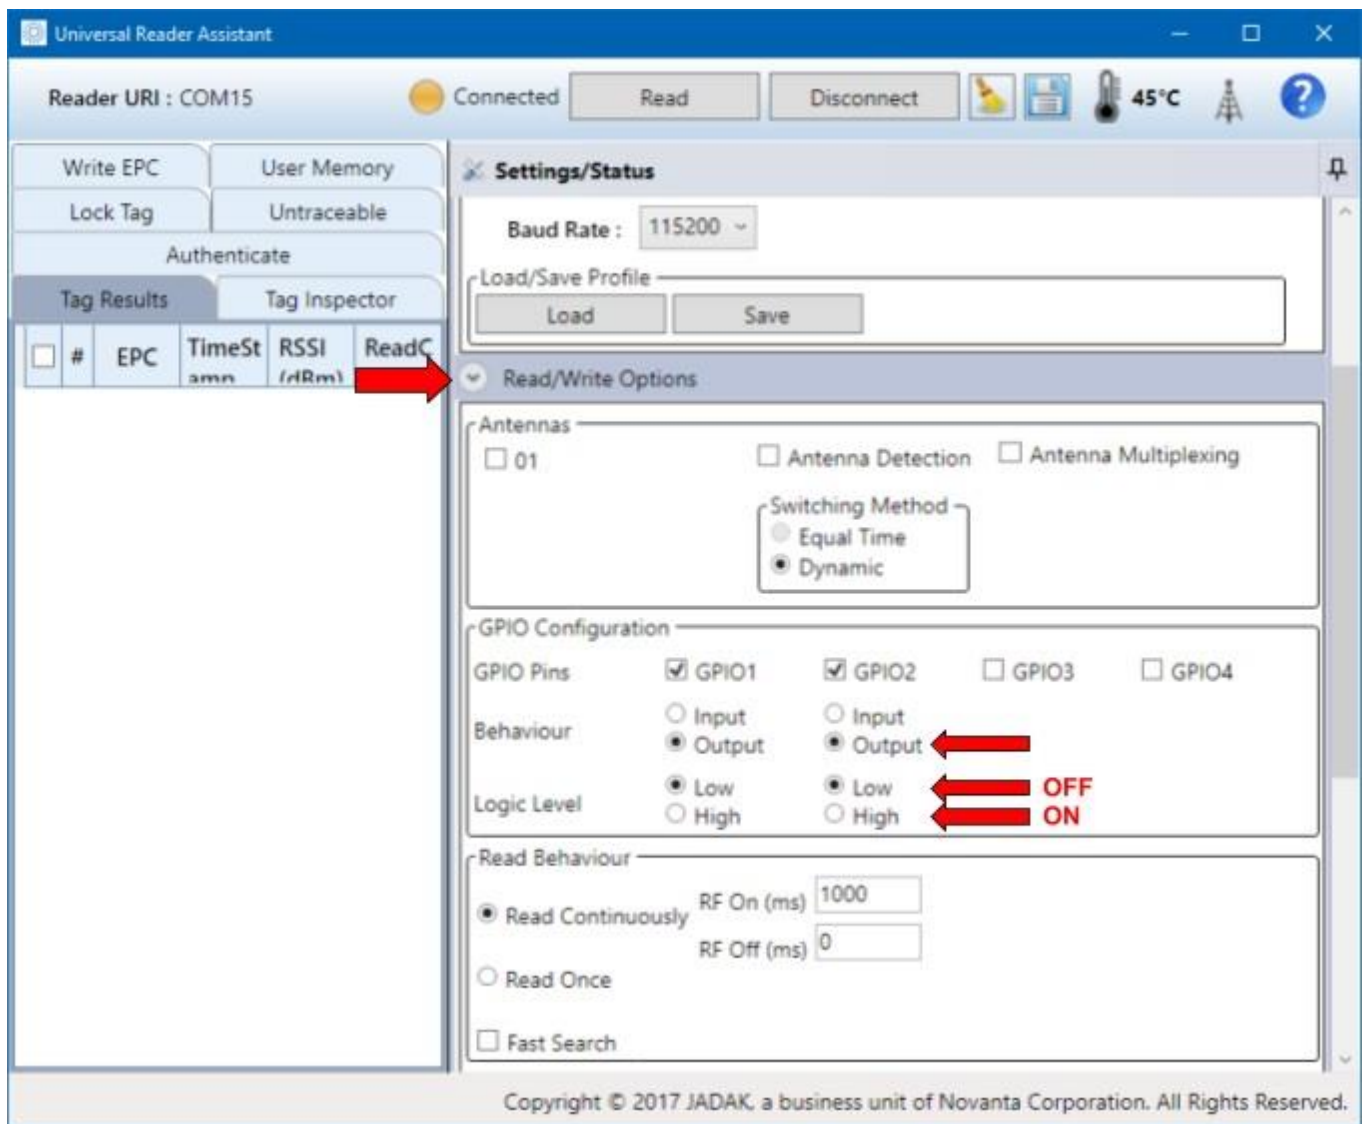 Universal Reader Assistant
Reader URI : COM15 Connected Read Disconnect 45°C ?
Write EPC User Memory
Lock Tag Untraceable
Authenticate
Tag Results Tag Inspector
# EPC TimeSt RSSI ReadC
amp (dBm)
Settings/Status
Baud Rate : 115200
Load/Save Profile
Load Save
Read/Write Options
Antennas
01 Antenna Detection Antenna Multiplexing
Switching Method
Equal Time
Dynamic
GPIO Configuration
GPIO Pins GPIO1 GPIO2 GPIO3 GPIO4
Behaviour Input Input
Output Output
Logic Level Low Low OFF
High High ON
Read Behaviour
Read Continuously RF On (ms) 1000
RF Off (ms) 0
Read Once
Fast Search
Copyright © 2017 JADAK, a business unit of Novanta Corporation. All Rights Reserved.